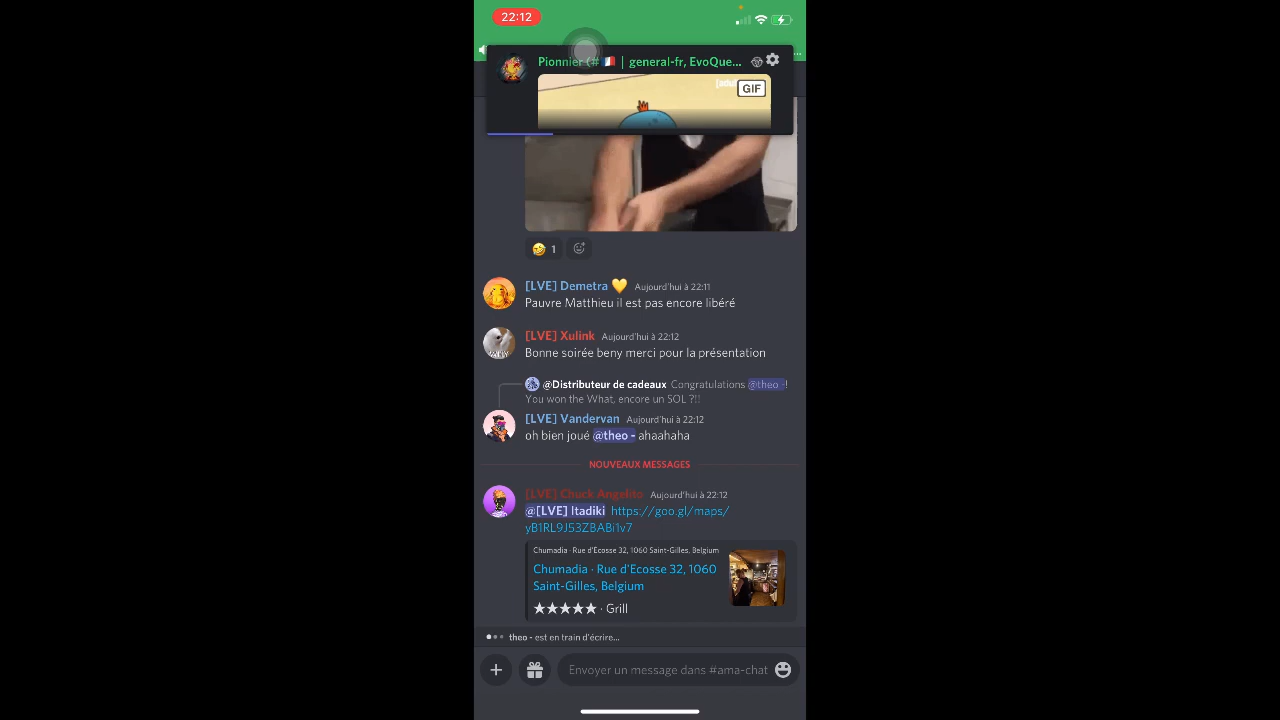 22:12
Pionnier (# | general-fr, EvoQue...
GIF
1
[LVE] Demetra Aujourd'hui à 22:11
Pauvre Matthieu il est pas encore libéré
[LVE] Xulink Aujourd'hui à 22:12
Bonne soirée beny merci pour la présentation
@Distributeur de cadeaux Congratulations @theo -!
You won the What, encore un SOL ?!!
[LVE] Vandervan Aujourd'hui à 22:12
oh bien joué @theo - ahaahaha
NOUVEAUX MESSAGES
[LVE] Chuck Angelito Aujourd'hui à 22:12
@[LVE] Itadiki https://goo.gl/maps/
yB1RL9J53ZBABi1v7
Chumadia · Rue d'Ecosse 32, 1060 Saint-Gilles, Belgium
Chumadia · Rue d'Ecosse 32, 1060
Saint-Gilles, Belgium
★★★★★ · Grill
theo - est en train d'écrire...
Envoyer un message dans #ama-chat